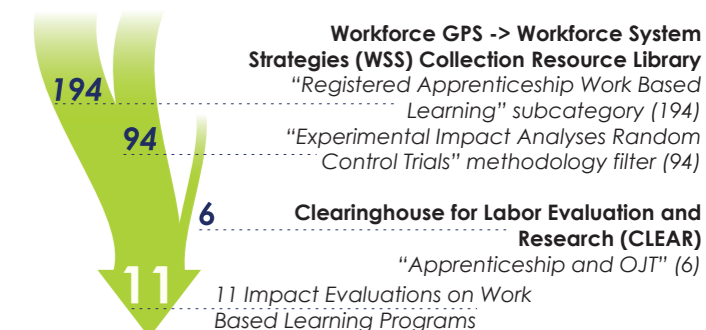 Workforce GPS -> Workforce System
Strategies (WSS) Collection Resource Library
194
“Registered Apprenticeship Work Based
Learning” subcategory (194)
94
“Experimental Impact Analyses Random
Control Trials” methodology filter (94)
6
Clearinghouse for Labor Evaluation and
Research (CLEAR)
“Apprenticeship and OJT” (6)
11
11 Impact Evaluations on Work
Based Learning Programs